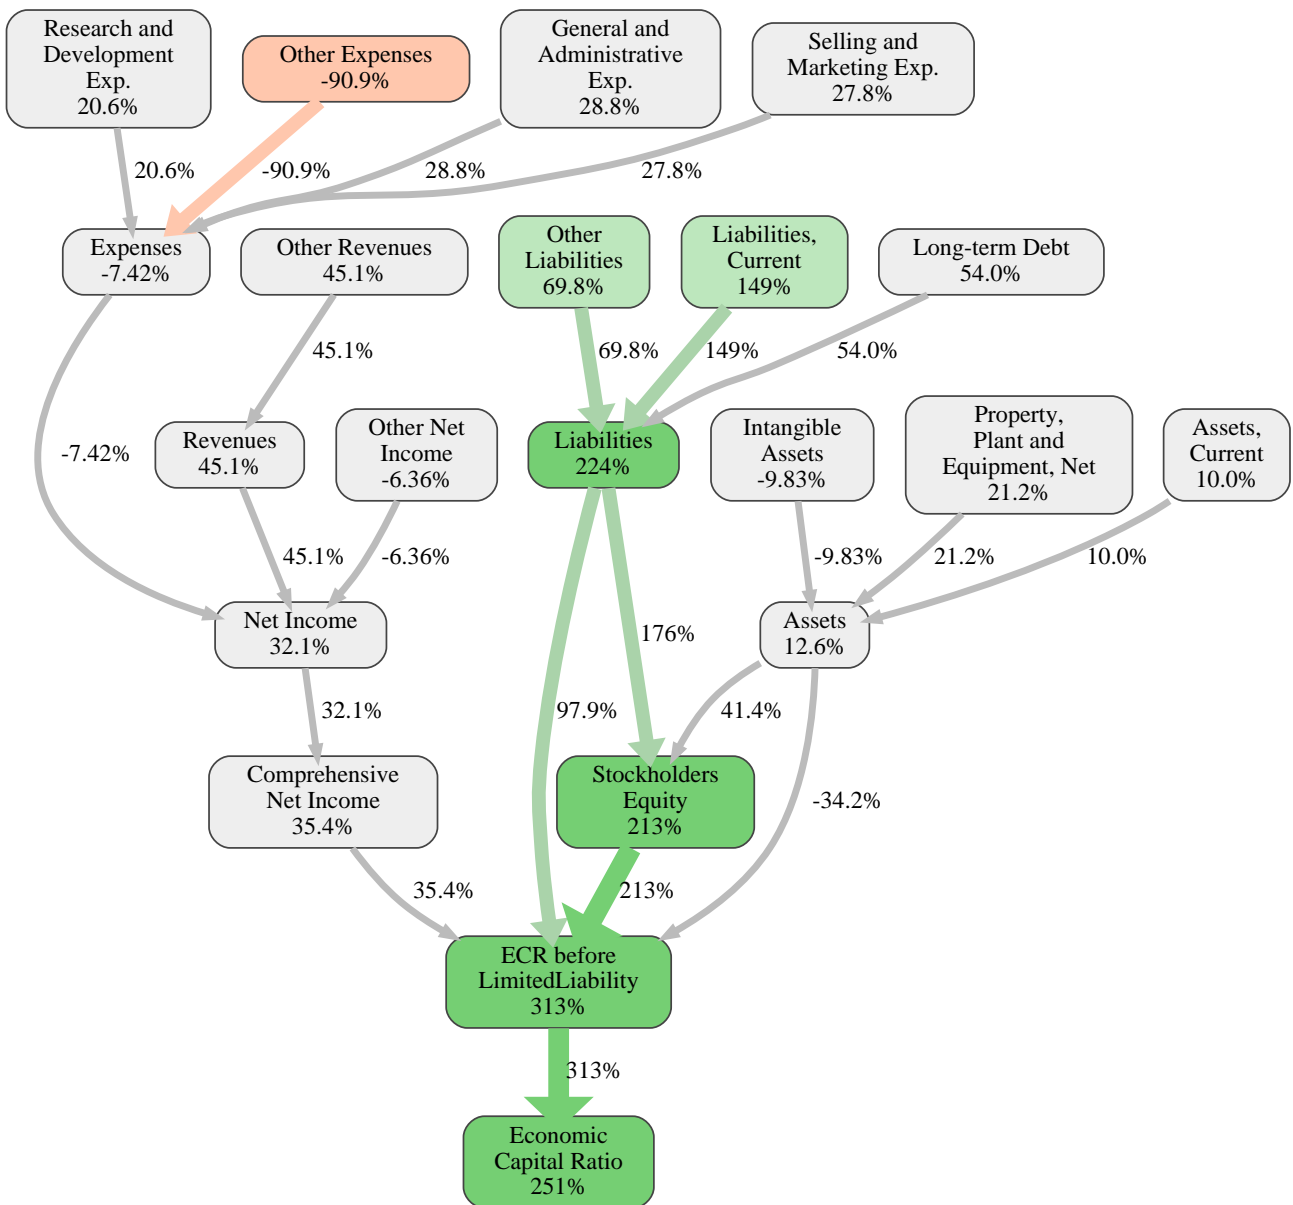 Research and
Development
Exp.
20.6%
Other Expenses
-90.9%
General and
Administrative
Exp.
28.8%
Selling and
Marketing Exp.
27.8%
20.6%
-90.9%
28.8%
27.8%
Expenses
-7.42%
Other Revenues
45.1%
Other
Liabilities
69.8%
Liabilities,
Current
149%
Long-term Debt
54.0%
45.1%
69.8%
149%
54.0%
-7.42%
Revenues
45.1%
Other Net
Income
-6.36%
Liabilities
224%
Intangible
Assets
-9.83%
Property,
Plant and
Equipment, Net
21.2%
Assets,
Current
10.0%
45.1%
-6.36%
-9.83%
21.2%
10.0%
Net Income
32.1%
176%
Assets
12.6%
32.1%
97.9%
41.4%
Comprehensive
Net Income
35.4%
Stockholders
Equity
213%
-34.2%
35.4%
213%
ECR before
LimitedLiability
313%
313%
Economic
Capital Ratio
251%